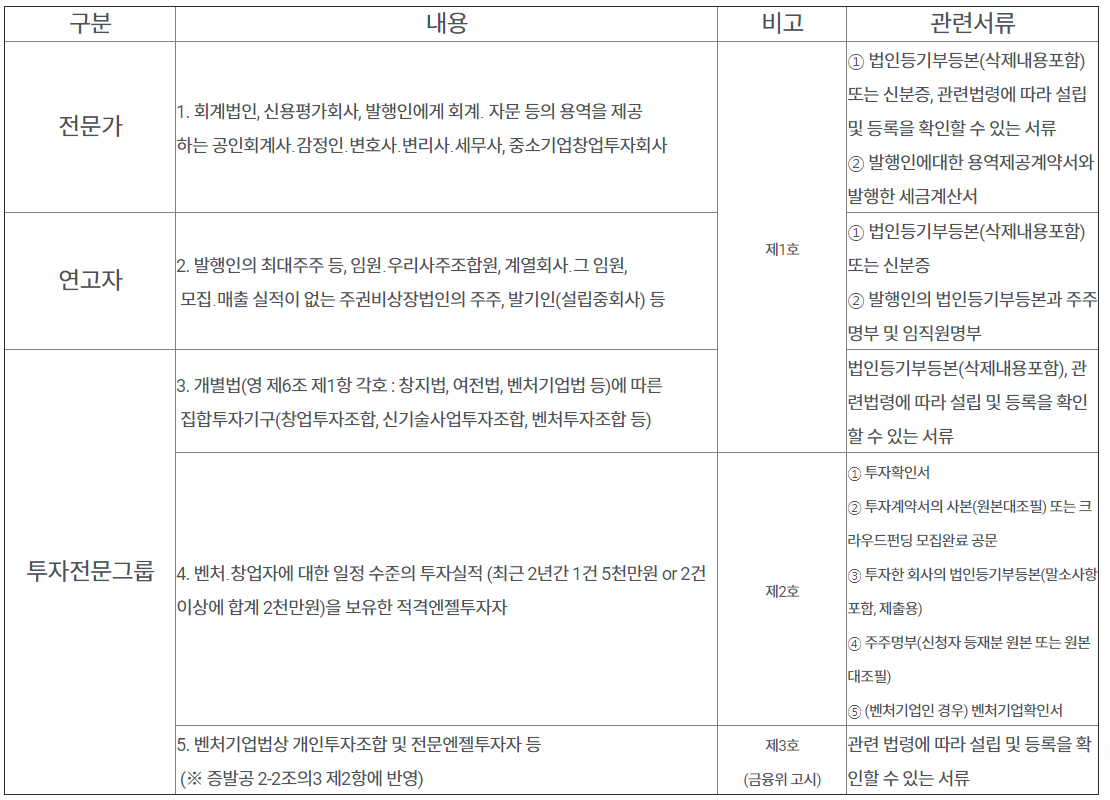 구분
내용
비고
관련서류
전문가
1. 회계법인, 신용평가회사, 발행인에게 회계. 자문 등의 용역을 제공
하는 공인회계사.감정인.변호사.변리사.세무사, 중소기업창업투자회사
제1호
① 법인등기부등본(삭제내용포함)
또는 신분증, 관련법령에 따라 설립
및 등록을 확인할 수 있는 서류
② 발행인에대한 용역제공계약서와
발행한 세금계산서
연고자
2. 발행인의 최대주주 등, 임원.우리사주조합원, 계열회사.그 임원,
모집.매출 실적이 없는 주권비상장법인의 주주, 발기인(설립중회사) 등
① 법인등기부등본(삭제내용포함)
또는 신분증
② 발행인의 법인등기부등본과 주주
명부 및 임직원명부
투자전문그룹
3. 개별법(영 제6조 제1항 각호 : 창지법, 여전법, 벤처기업법 등)에 따른
집합투자기구(창업투자조합, 신기술사업투자조합, 벤처투자조합 등)
법인등기부등본(삭제내용포함), 관
련법령에 따라 설립 및 등록을 확인
할 수 있는 서류
4. 벤처.창업자에 대한 일정 수준의 투자실적 (최근 2년간 1건 5천만원 or 2건
이상에 합계 2천만원)을 보유한 적격엔젤투자자
제2호
① 투자확인서
② 투자계약서의 사본(원본대조필) 또는 크
라우드펀딩 모집완료 공문
③ 투자한 회사의 법인등기부등본(말소사항
포함, 제출용)
④ 주주명부(신청자 등재분 원본 또는 원본
대조필)
⑤ (벤처기업인 경우) 벤처기업확인서
5. 벤처기업법상 개인투자조합 및 전문엔젤투자자 등
(※ 증발공 2-2조의3 제2항에 반영)
제3호
(금융위 고시)
관련 법령에 따라 설립 및 등록을 확
인할 수 있는 서류